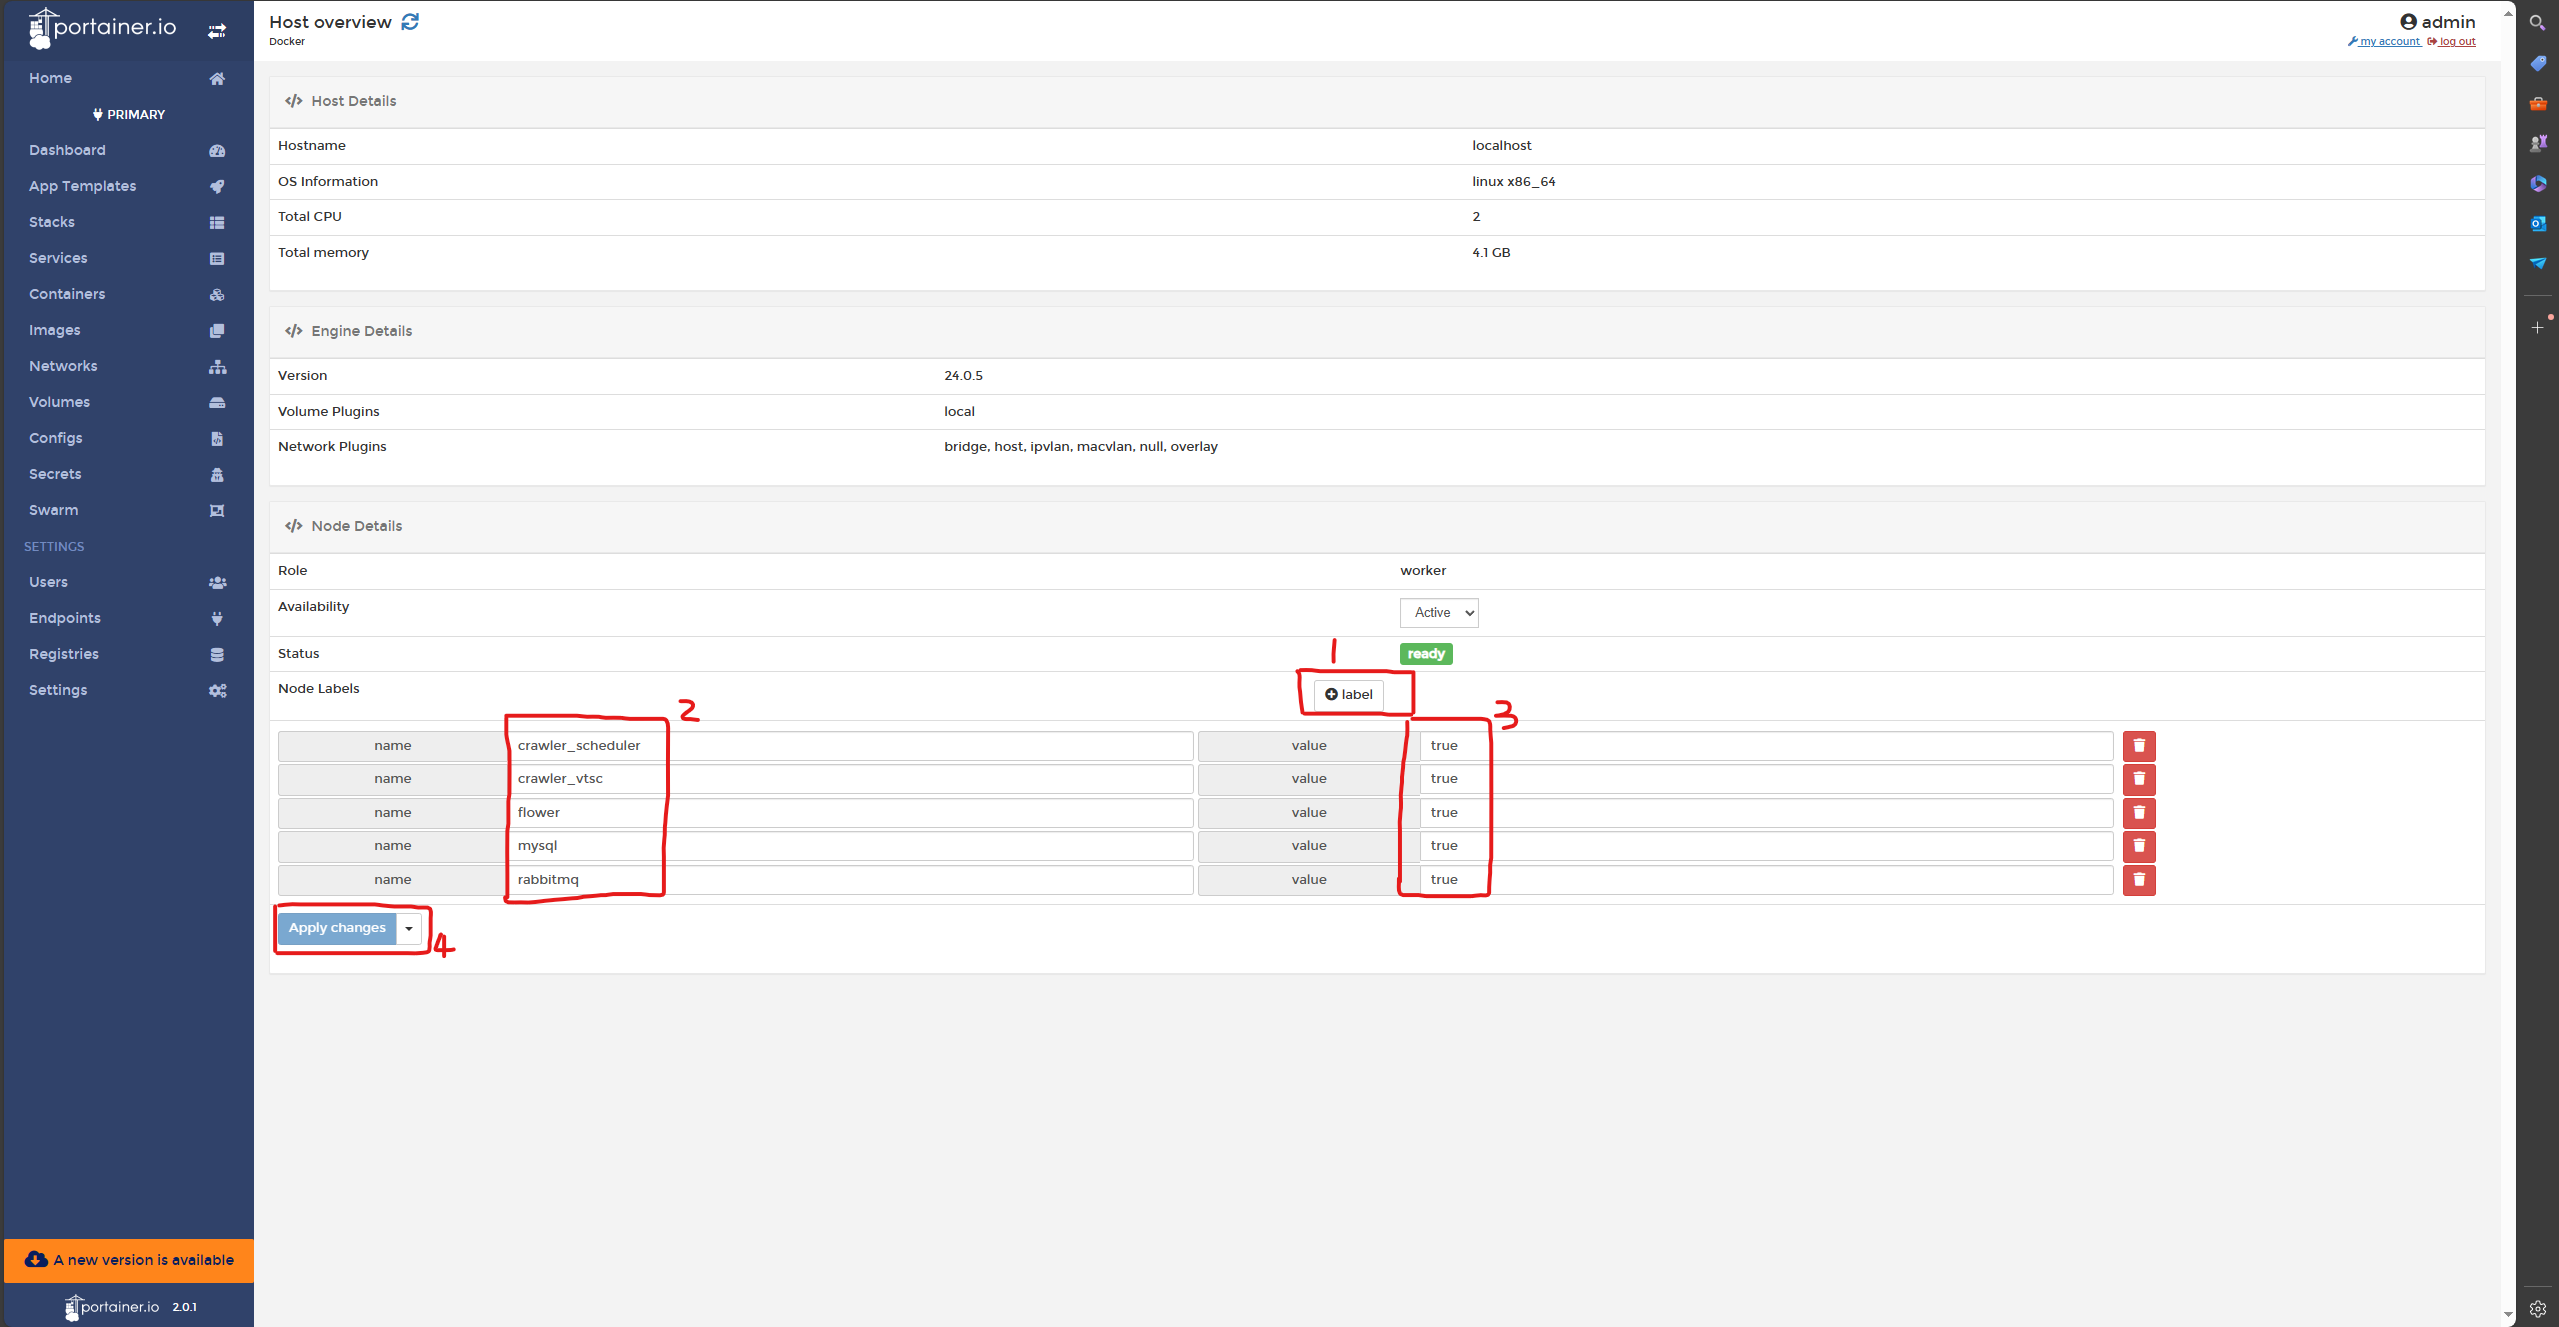 portainer.io
Host overview
Docker
admin
my account log out
Home
PRIMARY
Dashboard
App Templates
Stacks
Services
Containers
Images
Networks
Volumes
Configs
Secrets
Swarm
SETTINGS
Users
Endpoints
Registries
Settings
A new version is available
portainer.io 2.0.1
Host Details
Hostname localhost
OS Information linux x86_64
Total CPU 2
Total memory 4.1 GB
Engine Details
Version 24.0.5
Volume Plugins local
Network Plugins bridge, host, ipvlan, macvlan, null, overlay
Node Details
Role worker
Availability Active
Status ready
1
Node Labels label
2 3
name crawler_scheduler value true
name crawler_vtsc value true
name flower value true
name mysql value true
name rabbitmq value true
Apply changes
4